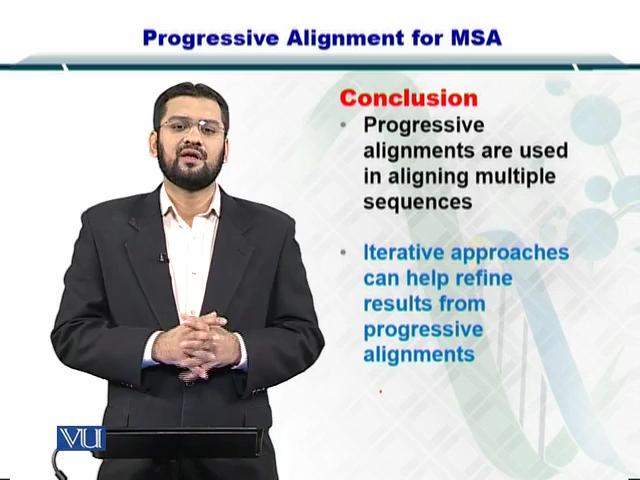 Progressive Alignment for MSA
Conclusion
• Progressive
alignments are used
in aligning multiple
sequences
• Iterative approaches
can help refine
results from
progressive
alignments
VU